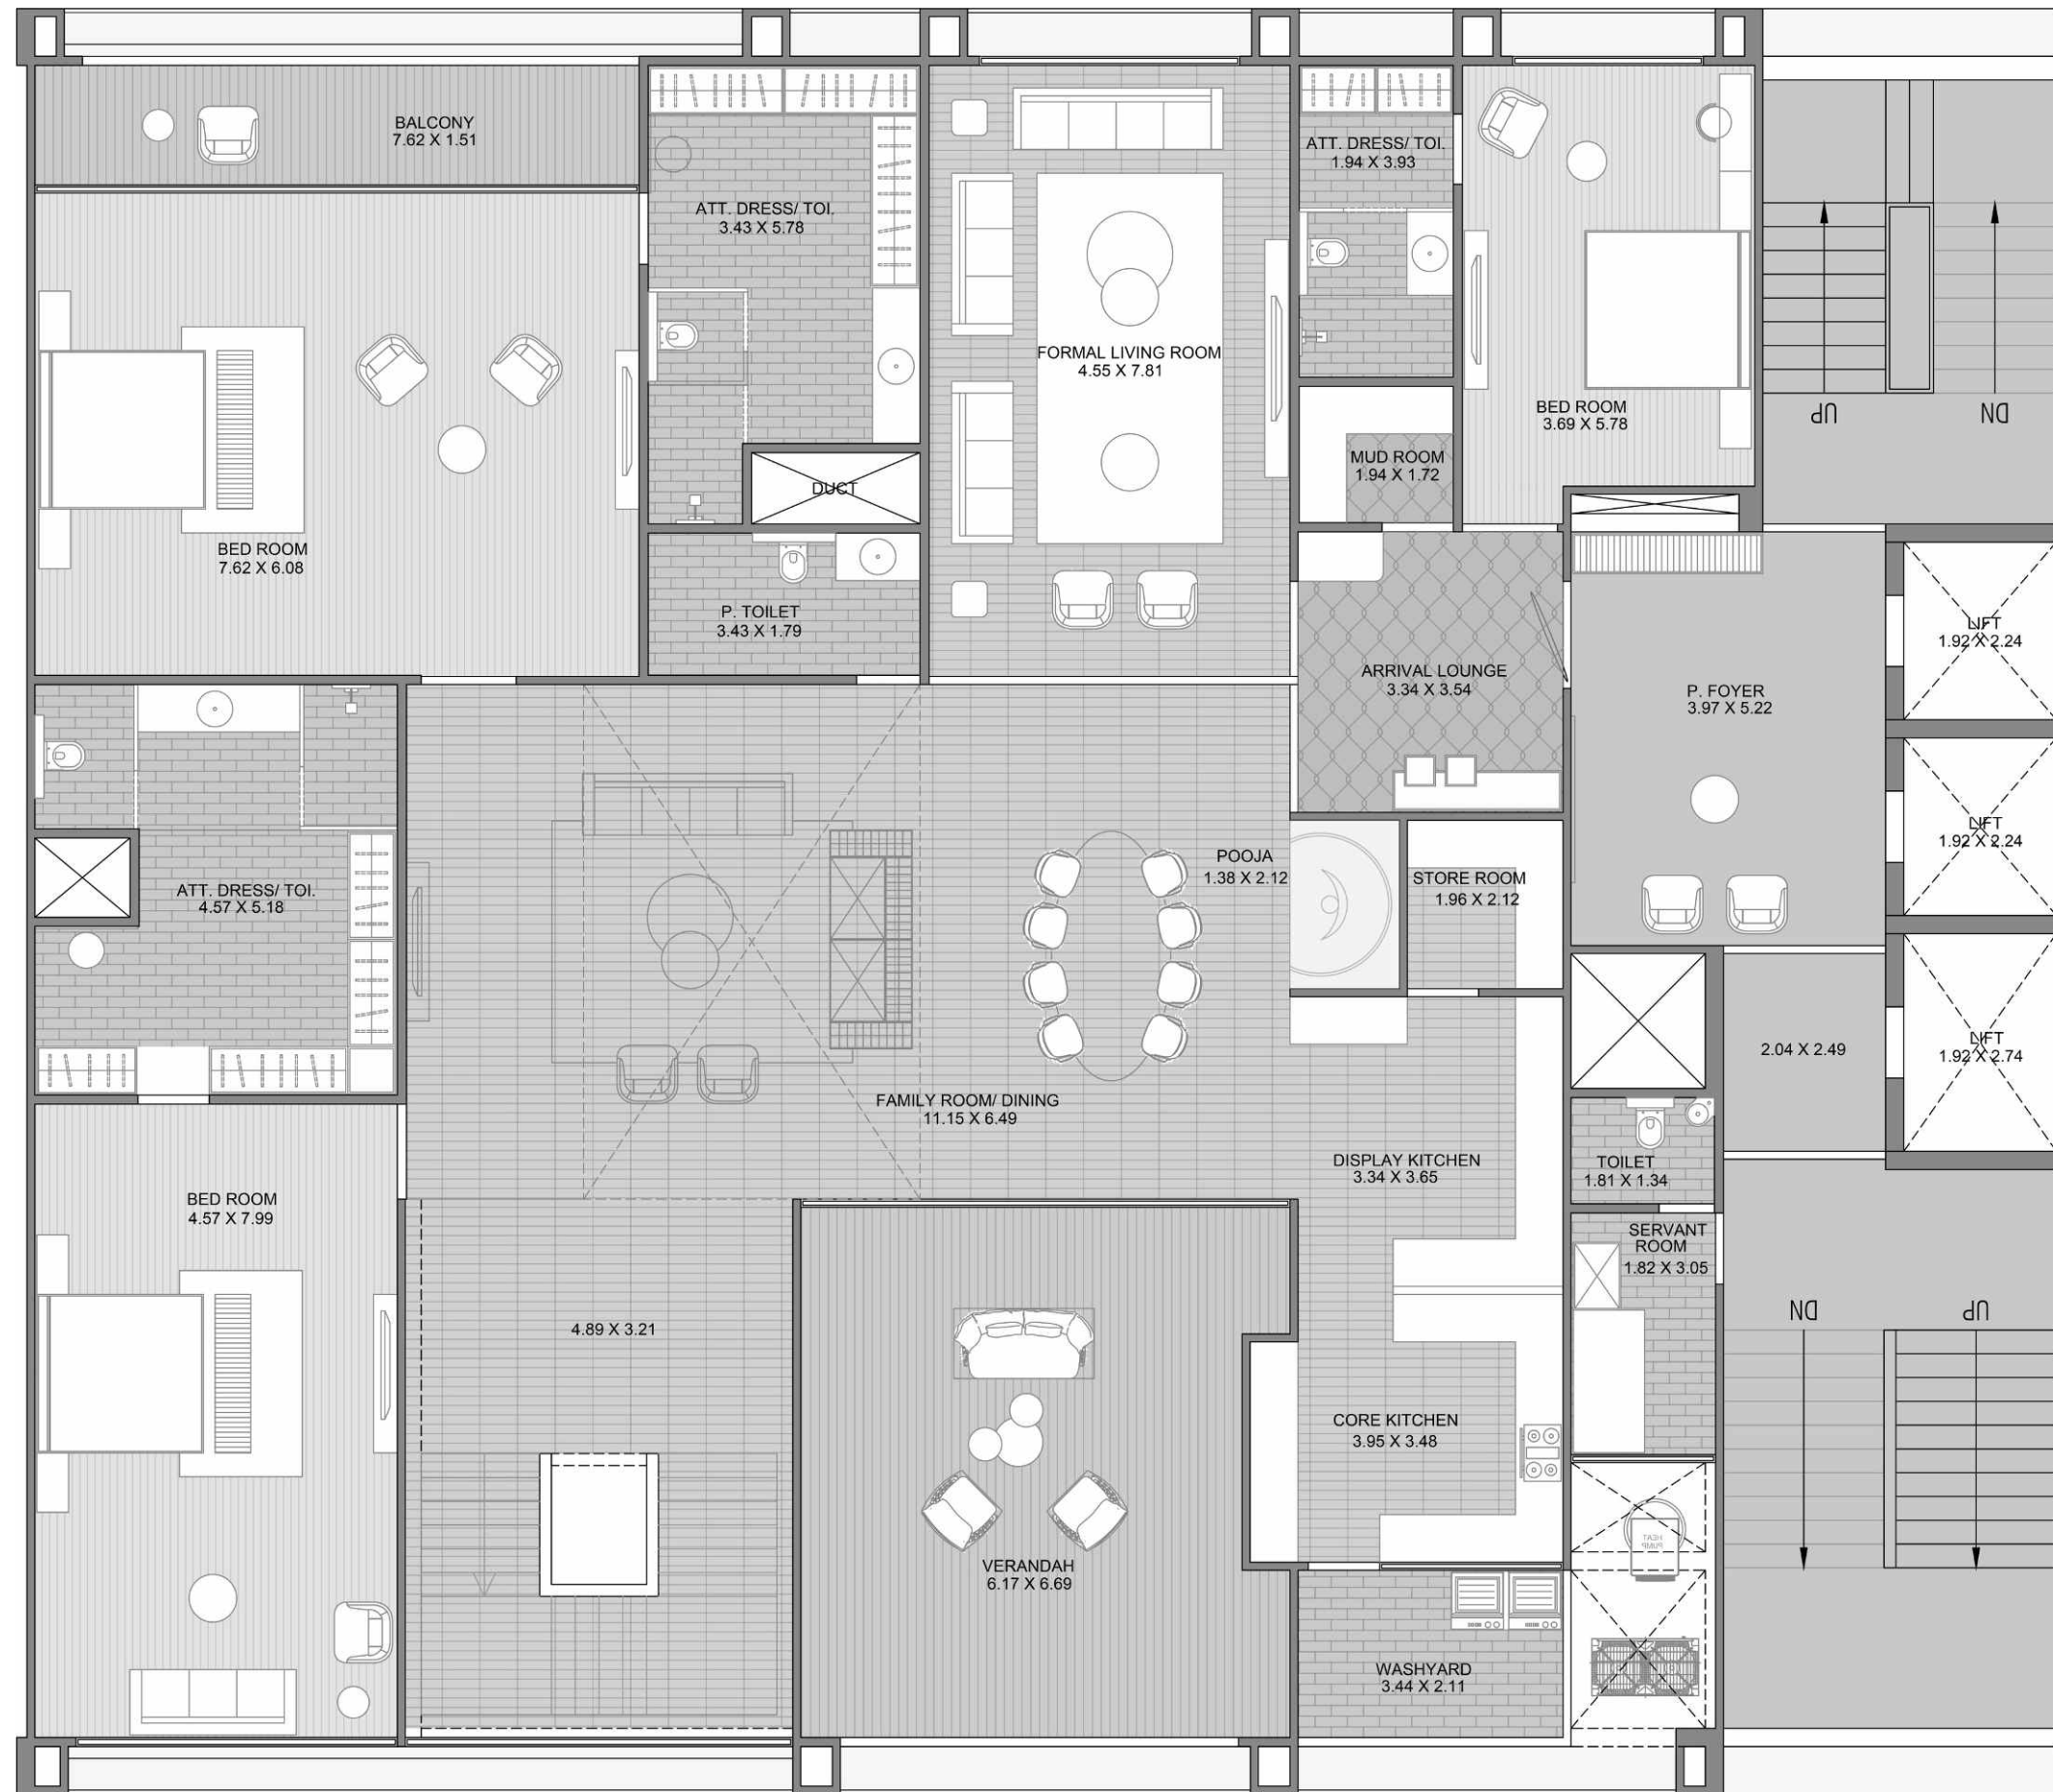 BALCONY
7.62 X 1.51
ATT. DRESS/ TOI.
3.43 X 5.78
FORMAL LIVING ROOM
4.55 X 7.81
ATT. DRESS/ TOI.
1.94 X 3.93
BED ROOM
3.69 X 5.78
UP
DN
MUD ROOM
1.94 X 1.72
DUCT
BED ROOM
7.62 X 6.08
P. TOILET
3.43 X 1.79
ARRIVAL LOUNGE
3.34 X 3.54
P. FOYER
3.97 X 5.22
LIFT
1.92 X 2.24
LIFT
1.92 X 2.24
POOJA
1.38 X 2.12
STORE ROOM
1.96 X 2.12
ATT. DRESS/ TOI.
4.57 X 5.18
LIFT
1.92 X 2.74
2.04 X 2.49
FAMILY ROOM/ DINING
11.15 X 6.49
DISPLAY KITCHEN
3.34 X 3.65
TOILET
1.81 X 1.34
BED ROOM
4.57 X 7.99
SERVANT
ROOM
1.82 X 3.05
4.89 X 3.21
DN
UP
CORE KITCHEN
3.95 X 3.48
HEAT
PUMP
VERANDAH
6.17 X 6.69
WASHYARD
3.44 X 2.11